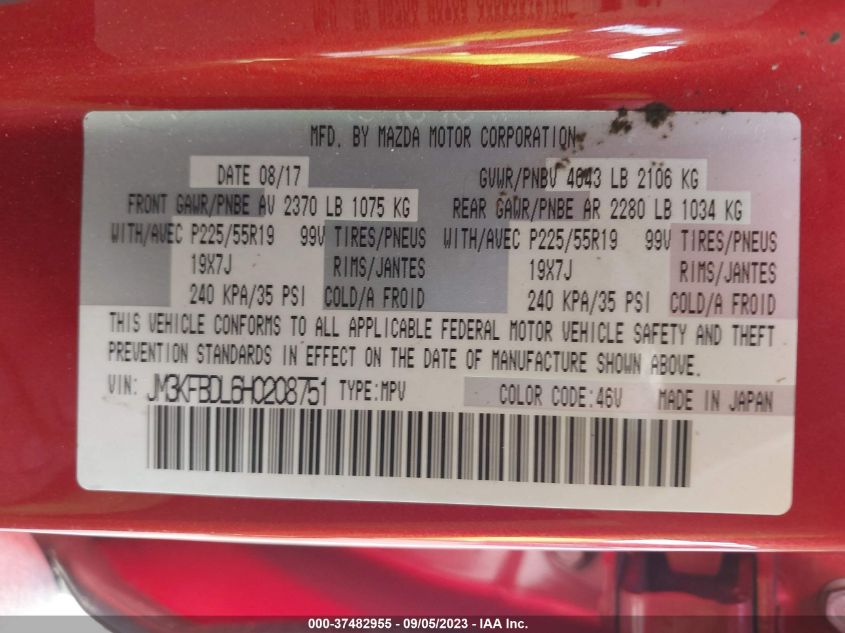 MFD. BY MAZDA MOTOR CORPORATION
DATE 08/17 GVWR/PNBV 4643 LB 2106 KG
FRONT GAWR/PNBE AV 2370 LB 1075 KG REAR GAWR/PNBE AR 2280 LB 1034 KG
WITH/AVEC P225/55R19 99V TIRES/PNEUS WITH/AVEC P225/55R19 99V TIRES/PNEUS
19X7J RIMS/JANTES 19X7J RIMS/JANTES
240 KPA/35 PSI COLD/A FROID 240 KPA/35 PSI COLD/A FROID
THIS VEHICLE CONFORMS TO ALL APPLICABLE FEDERAL MOTOR VEHICLE SAFETY AND THEFT
PREVENTION STANDARDS IN EFFECT ON THE DATE OF MANUFACTURE SHOWN ABOVE.
VIN: JM3KFBDL6H0208751 TYPE:MPV COLOR CODE:46V MADE IN JAPAN
000-37482955 - 09/05/2023 - IAA Inc.